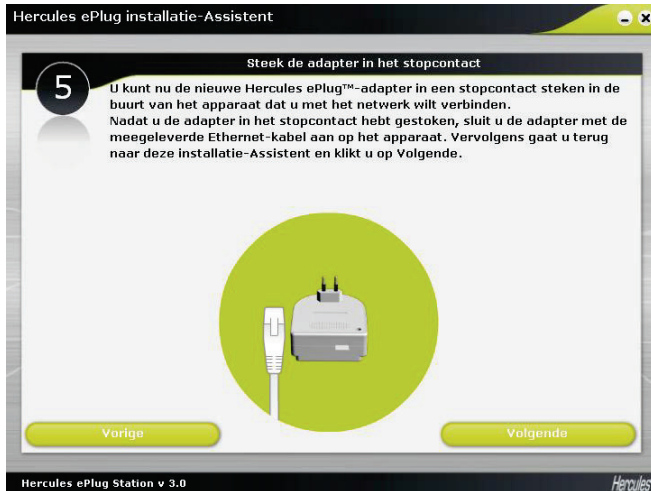 Hercules ePlug installatie-Assistent
Steek de adapter in het stopcontact
5
U kunt nu de nieuwe Hercules ePlug™-adapter in een stopcontact steken in de
buurt van het apparaat dat u met het netwerk wilt verbinden.
Nadat u de adapter in het stopcontact hebt gestoken, sluit u de adapter met de
meegeleverde Ethernet-kabel aan op het apparaat. Vervolgens gaat u terug
naar deze installatie-Assistent en klikt u op Volgende.
Vorige
Volgende
Hercules ePlug Station v 3.0
Hercules